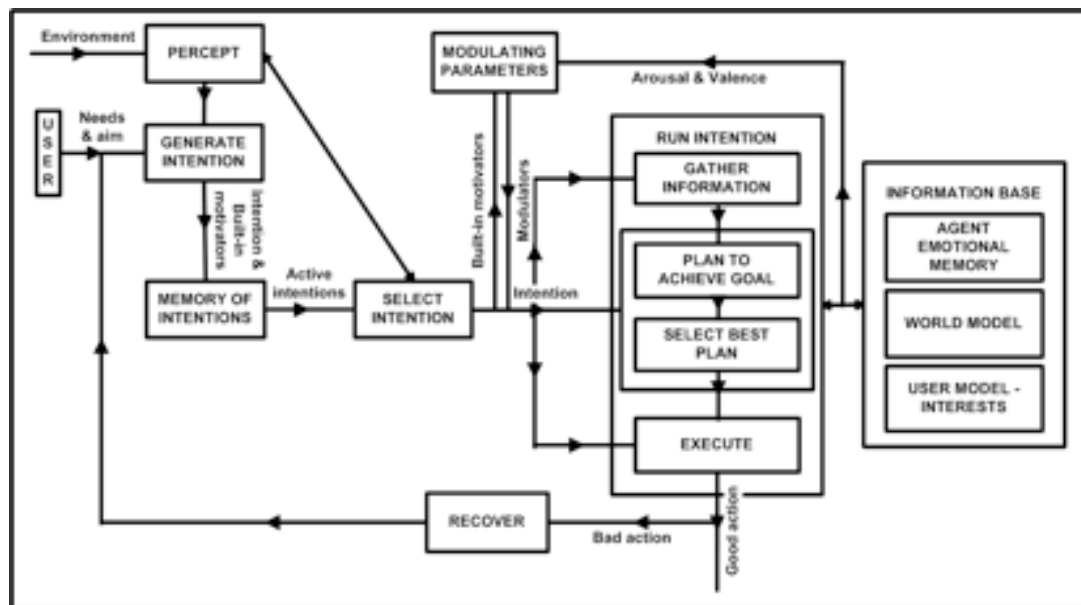 Environment
PERCEPT
MODULATING
PARAMETERS
Arousal & Valence
U
S
E
R
Needs
& aim
GENERATE
INTENTION
RUN INTENTION
GATHER
INFORMATION
INFORMATION BASE
AGENT
EMOTIONAL
MEMORY
Intention &
Built-in
motivators
Built-in motivators
Modulators
PLAN TO
ACHIEVE GOAL
MEMORY OF
INTENTIONS
Active
intentions
SELECT
INTENTION
Intention
SELECT BEST
PLAN
WORLD MODEL
USER MODEL -
INTERESTS
EXECUTE
RECOVER
Bad action
Good action